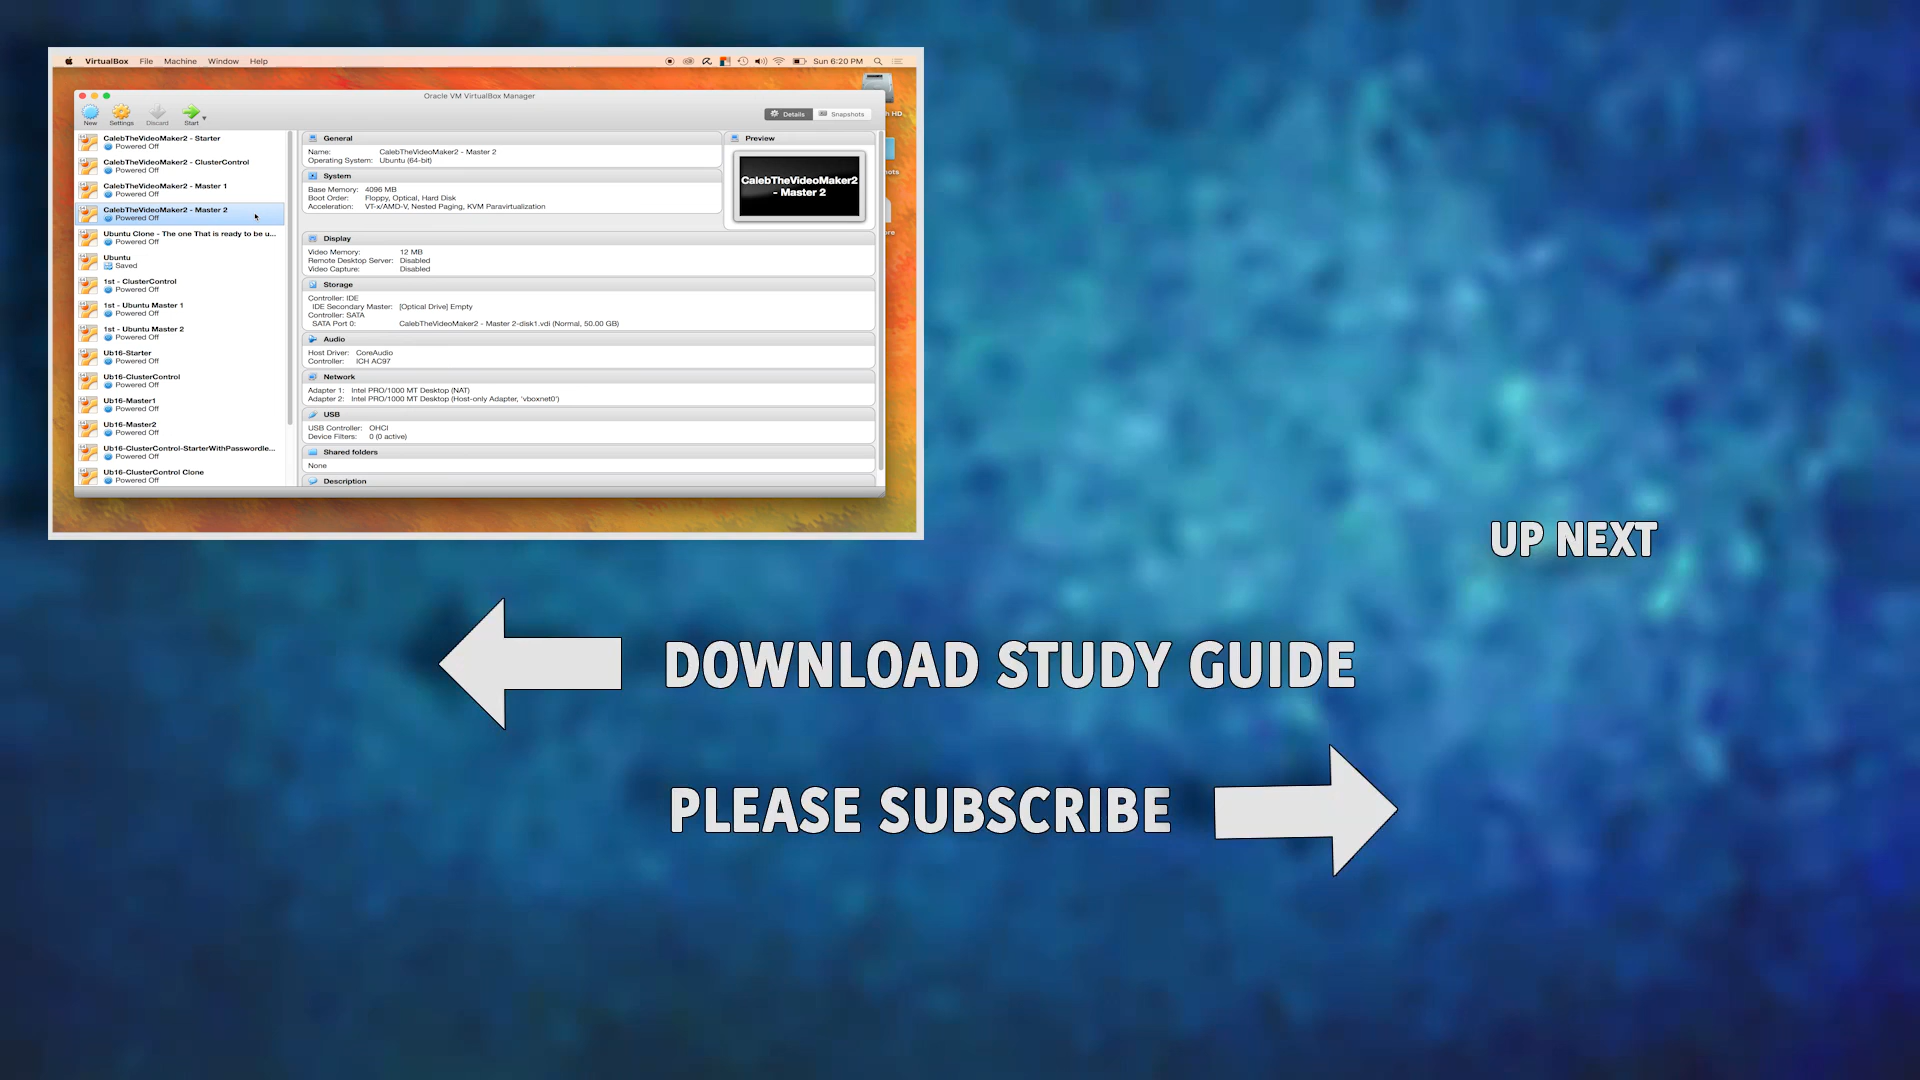 VirtualBox File Machine Window Help Sun 6:20 PM
Oracle VM VirtualBox Manager
New Settings Discard Start Details Snapshots
HD
CalebTheVideoMaker2 - Starter
Powered Off
CalebTheVideoMaker2 - ClusterControl
Powered Off
CalebTheVideoMaker2 - Master 1
Powered Off
CalebTheVideoMaker2 - Master 2
Powered Off
Ubuntu Clone - The one That is ready to be u...
Powered Off
Ubuntu
Saved
1st - ClusterControl
Powered Off
1st - Ubuntu Master 1
Powered Off
1st - Ubuntu Master 2
Powered Off
Ub16-Starter
Powered Off
Ub16-ClusterControl
Powered Off
Ub16-Master1
Powered Off
Ub16-Master2
Powered Off
Ub16-ClusterControl-StarterWithPasswordle...
Powered Off
Ub16-ClusterControl Clone
Powered Off
General
Name: CalebTheVideoMaker2 - Master 2
Operating System: Ubuntu (64-bit)
System
Base Memory: 4096 MB
Boot Order: Floppy, Optical, Hard Disk
Acceleration: VT-x/AMD-V, Nested Paging, KVM Paravirtualization
Preview
CalebTheVideoMaker2
- Master 2
Display
Video Memory: 12 MB
Remote Desktop Server: Disabled
Video Capture: Disabled
Storage
Controller: IDE
IDE Secondary Master: [Optical Drive] Empty
Controller: SATA
SATA Port 0: CalebTheVideoMaker2 - Master 2-disk1.vdi (Normal, 50.00 GB)
Audio
Host Driver: CoreAudio
Controller: ICH AC97
Network
Adapter 1: Intel PRO/1000 MT Desktop (NAT)
Adapter 2: Intel PRO/1000 MT Desktop (Host-only Adapter, 'vboxnet0')
USB
USB Controller: OHCI
Device Filters: 0 (0 active)
Shared folders
None
Description
UP NEXT
DOWNLOAD STUDY GUIDE
PLEASE SUBSCRIBE